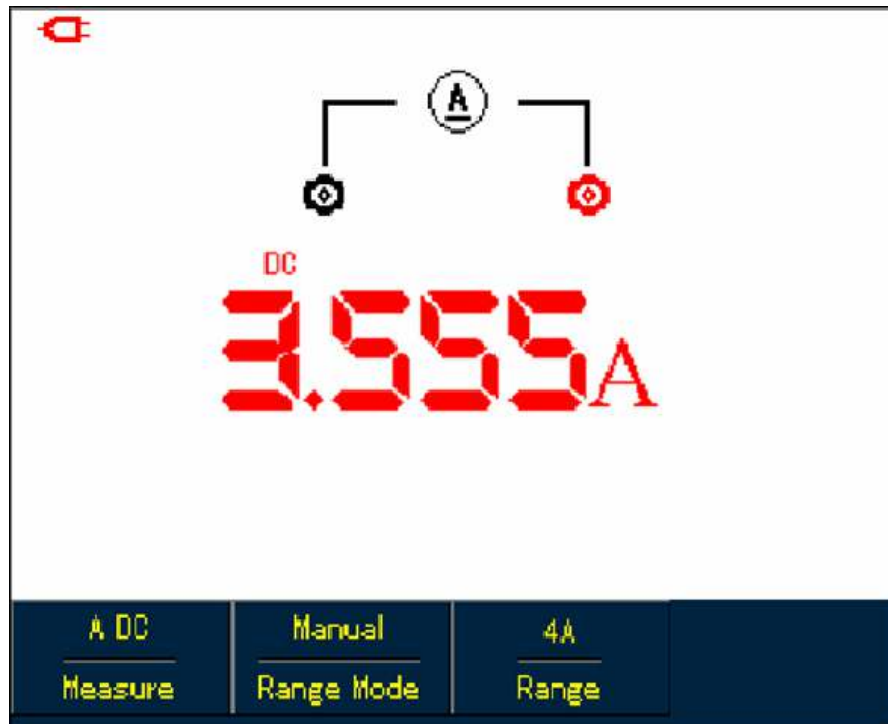 A
DC
3.555A
A DC
Measure
Manual
Range Mode
4A
Range